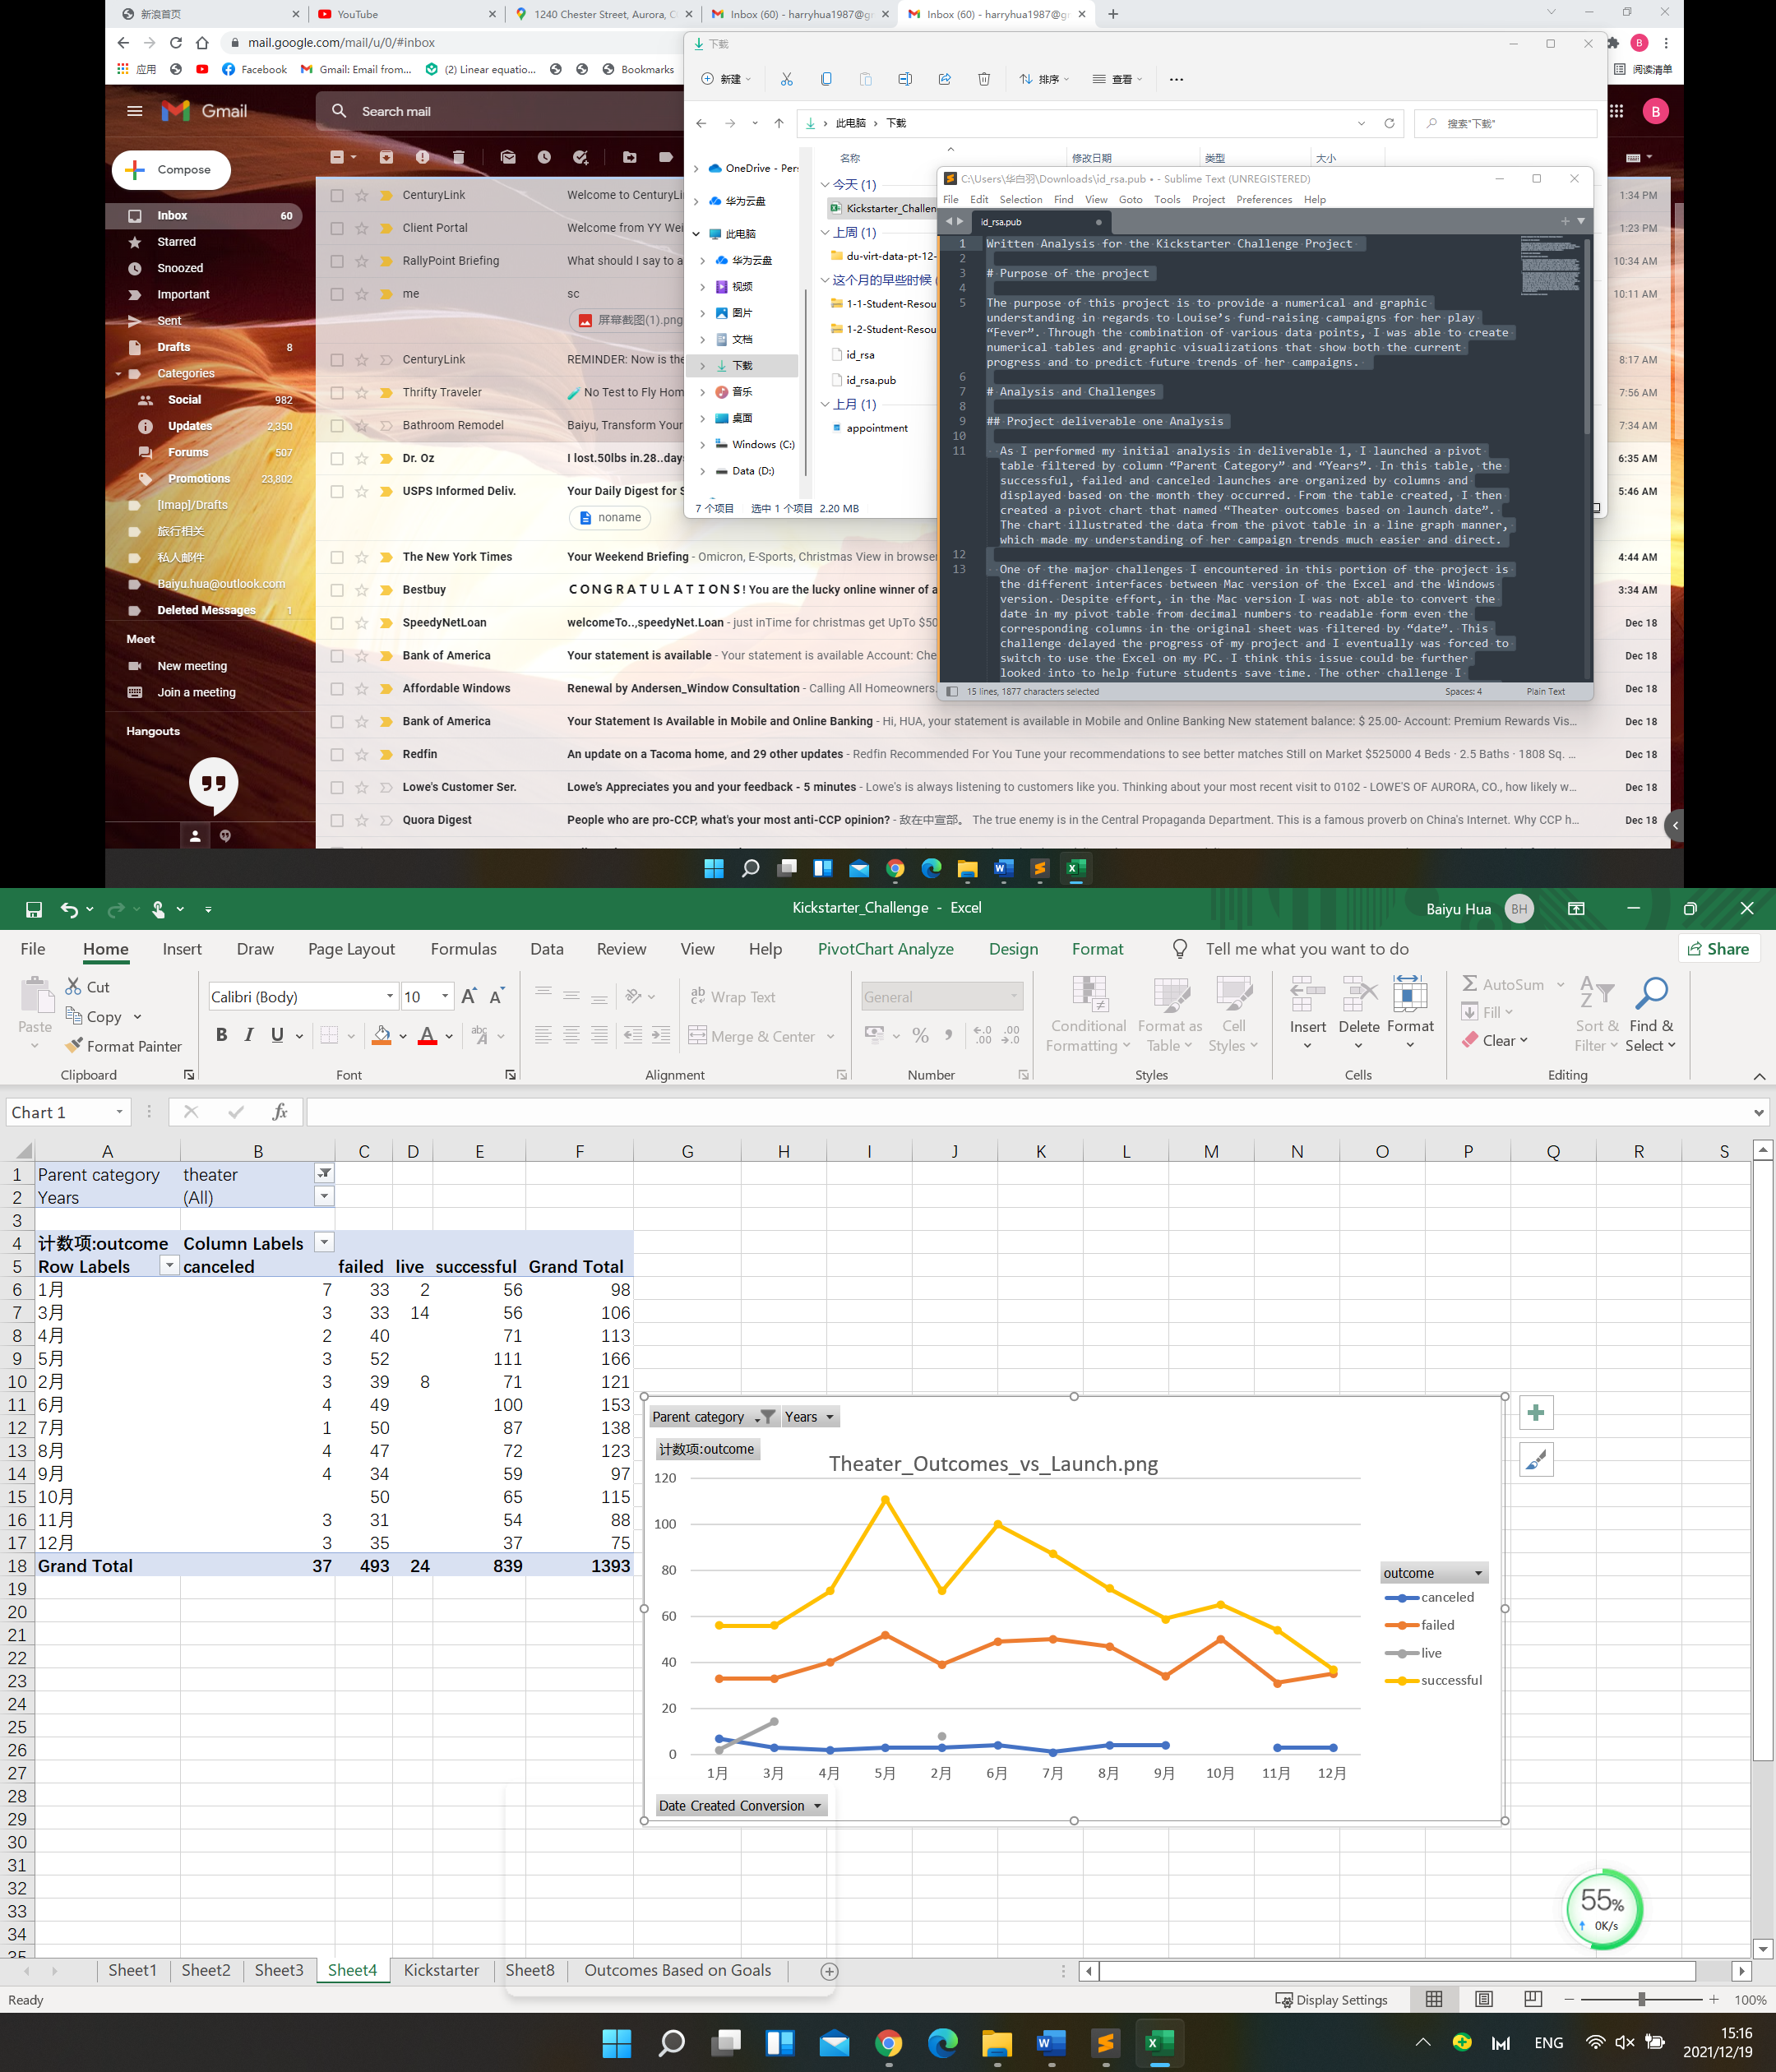 新浪首页
YouTube
1240 Chester Street, Aurora, C
Inbox (60) - harryhua1987@g
Inbox (60) - harryhua1987@g
mail.google.com/mail/u/0/#inbox
应用
Facebook
Gmail: Email from...
(2) Linear equatio...
Bookmarks
阅读清单
B
Gmail
Search mail
B
Compose
Inbox 60
Starred
Snoozed
Important
Sent
Drafts 8
Categories
Social 982
Updates 2,350
Forums 507
Promotions 23,802
[Imap]/Drafts
旅行相关
私人邮件
Baiyu.hua@outlook.com
Deleted Messages 1
Meet
New meeting
Join a meeting
Hangouts
CenturyLink Welcome to CenturyLi 1:34 PM
Client Portal Welcome from YY Wei 1:23 PM
RallyPoint Briefing What should I say to a 10:34 AM
me sc 10:11 AM
屏幕截图(1).png
CenturyLink REMINDER: Now is the 8:17 AM
Thrifty Traveler No Test to Fly Hom 7:56 AM
Bathroom Remodel Baiyu, Transform Your 7:34 AM
Dr. Oz I lost.50lbs in.28..day 6:35 AM
USPS Informed Deliv. Your Daily Digest for S 5:46 AM
noname
The New York Times Your Weekend Briefing - Omicron, E-Sports, Christmas View in browser 4:44 AM
Bestbuy CONGRATULATIONS! You are the lucky online winner of a 3:34 AM
SpeedyNetLoan welcomeTo..,speedyNet.Loan - just inTime for christmas get UpTo $50 Dec 18
Bank of America Your statement is available - Your statement is available Account: Che Dec 18
Affordable Windows Renewal by Andersen_Window Consultation - Calling All Homeowners. Dec 18
Bank of America Your Statement Is Available in Mobile and Online Banking - Hi, HUA, your statement is available in Mobile and Online Banking New statement balance: $ 25.00- Account: Premium Rewards Vis... Dec 18
Redfin An update on a Tacoma home, and 29 other updates - Redfin Recommended For You Tune your recommendations to see better matches Still on Market $525000 4 Beds · 2.5 Baths · 1808 Sq. ... Dec 18
Lowe's Customer Ser. Lowe's Appreciates you and your feedback - 5 minutes - Lowe's is always listening to customers like you. Thinking about your most recent visit to 0102 - LOWE'S OF AURORA, CO., how likely w... Dec 18
Quora Digest People who are pro-CCP, what's your most anti-CCP opinion? - 敌在中宣部。 The true enemy is in the Central Propaganda Department. This is a famous proverb on China's Internet. Why CCP h... Dec 18
下载
新建 排序 查看
此电脑 下载
搜索"下载"
名称 修改日期 类型 大小
OneDrive - Pers
华为云盘
此电脑
华为云盘
视频
图片
文档
下载
音乐
桌面
Windows (C:)
Data (D:)
今天 (1)
Kickstarter_Challen
上周 (1)
du-virt-data-pt-12-
这个月的早些时候
1-1-Student-Resou
1-2-Student-Resou
id_rsa
id_rsa.pub
上月 (1)
appointment
7 个项目 选中 1 个项目 2.20 MB
C:\Users\华白羽\Downloads\id_rsa.pub • - Sublime Text (UNREGISTERED)
File Edit Selection Find View Goto Tools Project Preferences Help
id_rsa.pub
1 Written Analysis for the Kickstarter Challenge Project
2
3 # Purpose of the project
4
5 The purpose of this project is to provide a numerical and graphic
understanding in regards to Louise’s fund-raising campaigns for her play
“Fever”. Through the combination of various data points, I was able to create
numerical tables and graphic visualizations that show both the current
progress and to predict future trends of her campaigns.
6
7 # Analysis and Challenges
8
9 ## Project deliverable one Analysis
10
11 As I performed my initial analysis in deliverable 1, I launched a pivot
table filtered by column “Parent Category” and “Years”. In this table, the
successful, failed and canceled launches are organized by columns and
displayed based on the month they occurred. From the table created, I then
created a pivot chart that named “Theater outcomes based on launch date”.
The chart illustrated the data from the pivot table in a line graph manner,
which made my understanding of her campaign trends much easier and direct.
12
13 One of the major challenges I encountered in this portion of the project is
the different interfaces between Mac version of the Excel and the Windows
version. Despite effort, in the Mac version I was not able to convert the
date in my pivot table from decimal numbers to readable form even the
corresponding columns in the original sheet was filtered by “date”. This
challenge delayed the progress of my project and I eventually was forced to
switch to use the Excel on my PC. I think this issue could be further
looked into to help future students save time. The other challenge I
15 lines, 1877 characters selected Spaces: 4 Plain Text
Kickstarter_Challenge - Excel
Baiyu Hua BH
File Home Insert Draw Page Layout Formulas Data Review View Help PivotChart Analyze Design Format Tell me what you want to do Share
Paste
Cut
Copy
Format Painter
Clipboard
Calibri (Body) 10
B I U
Font
Wrap Text
Merge & Center
Alignment
General
Number
Conditional Formatting
Format as Table
Cell Styles
Styles
Insert Delete Format
Cells
AutoSum
Fill
Clear
Sort & Filter
Find & Select
Editing
Chart 1
fx
A B C D E F G H I J K L M N O P Q R S
1 Parent category theater
2 Years (All)
3
4 计数项:outcome Column Labels
5 Row Labels canceled failed live successful Grand Total
6 1月 7 33 2 56 98
7 3月 3 33 14 56 106
8 4月 2 40 71 113
9 5月 3 52 111 166
10 2月 3 39 8 71 121
11 6月 4 49 100 153
12 7月 1 50 87 138
13 8月 4 47 72 123
14 9月 4 34 59 97
15 10月 50 65 115
16 11月 3 31 54 88
17 12月 3 35 37 75
18 Grand Total 37 493 24 839 1393
19
20
21
22
23
24
25
26
27
28
29
30
31
32
33
34
35
Parent category Years
计数项:outcome
Theater_Outcomes_vs_Launch.png
120
100
80
60
40
20
0
1月 3月 4月 5月 2月 6月 7月 8月 9月 10月 11月 12月
outcome
canceled
failed
live
successful
Date Created Conversion
55%
0K/s
Sheet1 Sheet2 Sheet3 Sheet4 Kickstarter Sheet8 Outcomes Based on Goals
Ready Display Settings 100%
ENG
15:16
2021/12/19